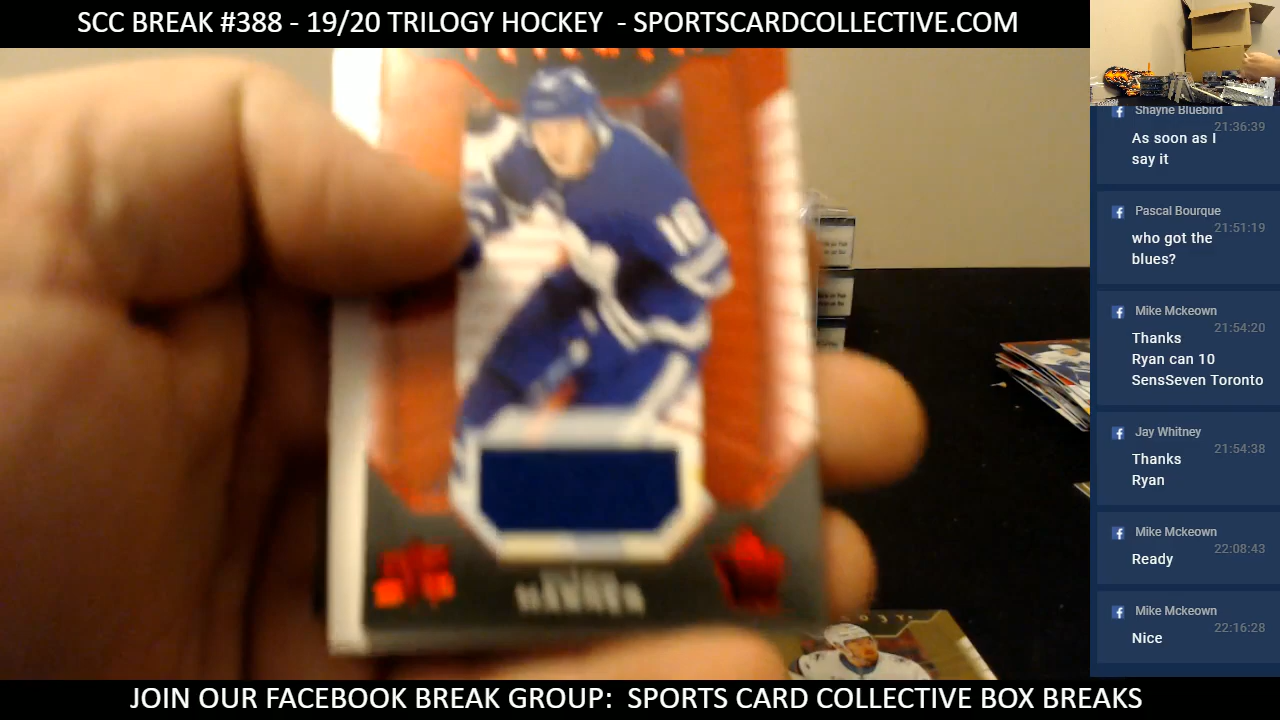 SCC BREAK #388 - 19/20 TRILOGY HOCKEY - SPORTSCARDCOLLECTIVE.COM
Shayne Bluebird
21:36:39
As soon as I
say it
Pascal Bourque
21:51:19
who got the
blues?
Mike Mckeown
21:54:20
Thanks
Ryan can 10
SensSeven Toronto
Jay Whitney
21:54:38
Thanks
Ryan
Mike Mckeown
22:08:43
Ready
Mike Mckeown
22:16:28
Nice
JOIN OUR FACEBOOK BREAK GROUP: SPORTS CARD COLLECTIVE BOX BREAKS